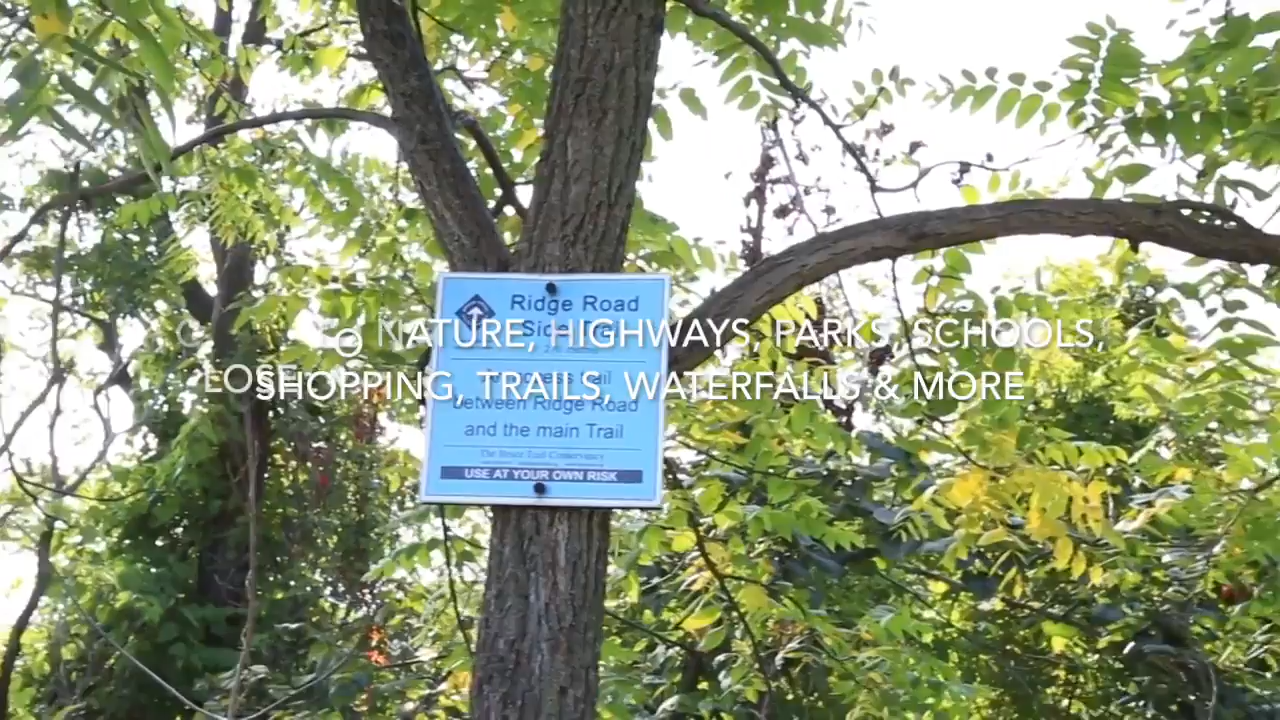 Ridge Road
Side
NATURE, HIGHWAYS, PARKS, SCHOOLS,
SHOPPING, TRAILS, WATERFALLS & MORE
between Ridge Road
and the main Trail
The Bruce Trail Conservancy
USE AT YOUR OWN RISK